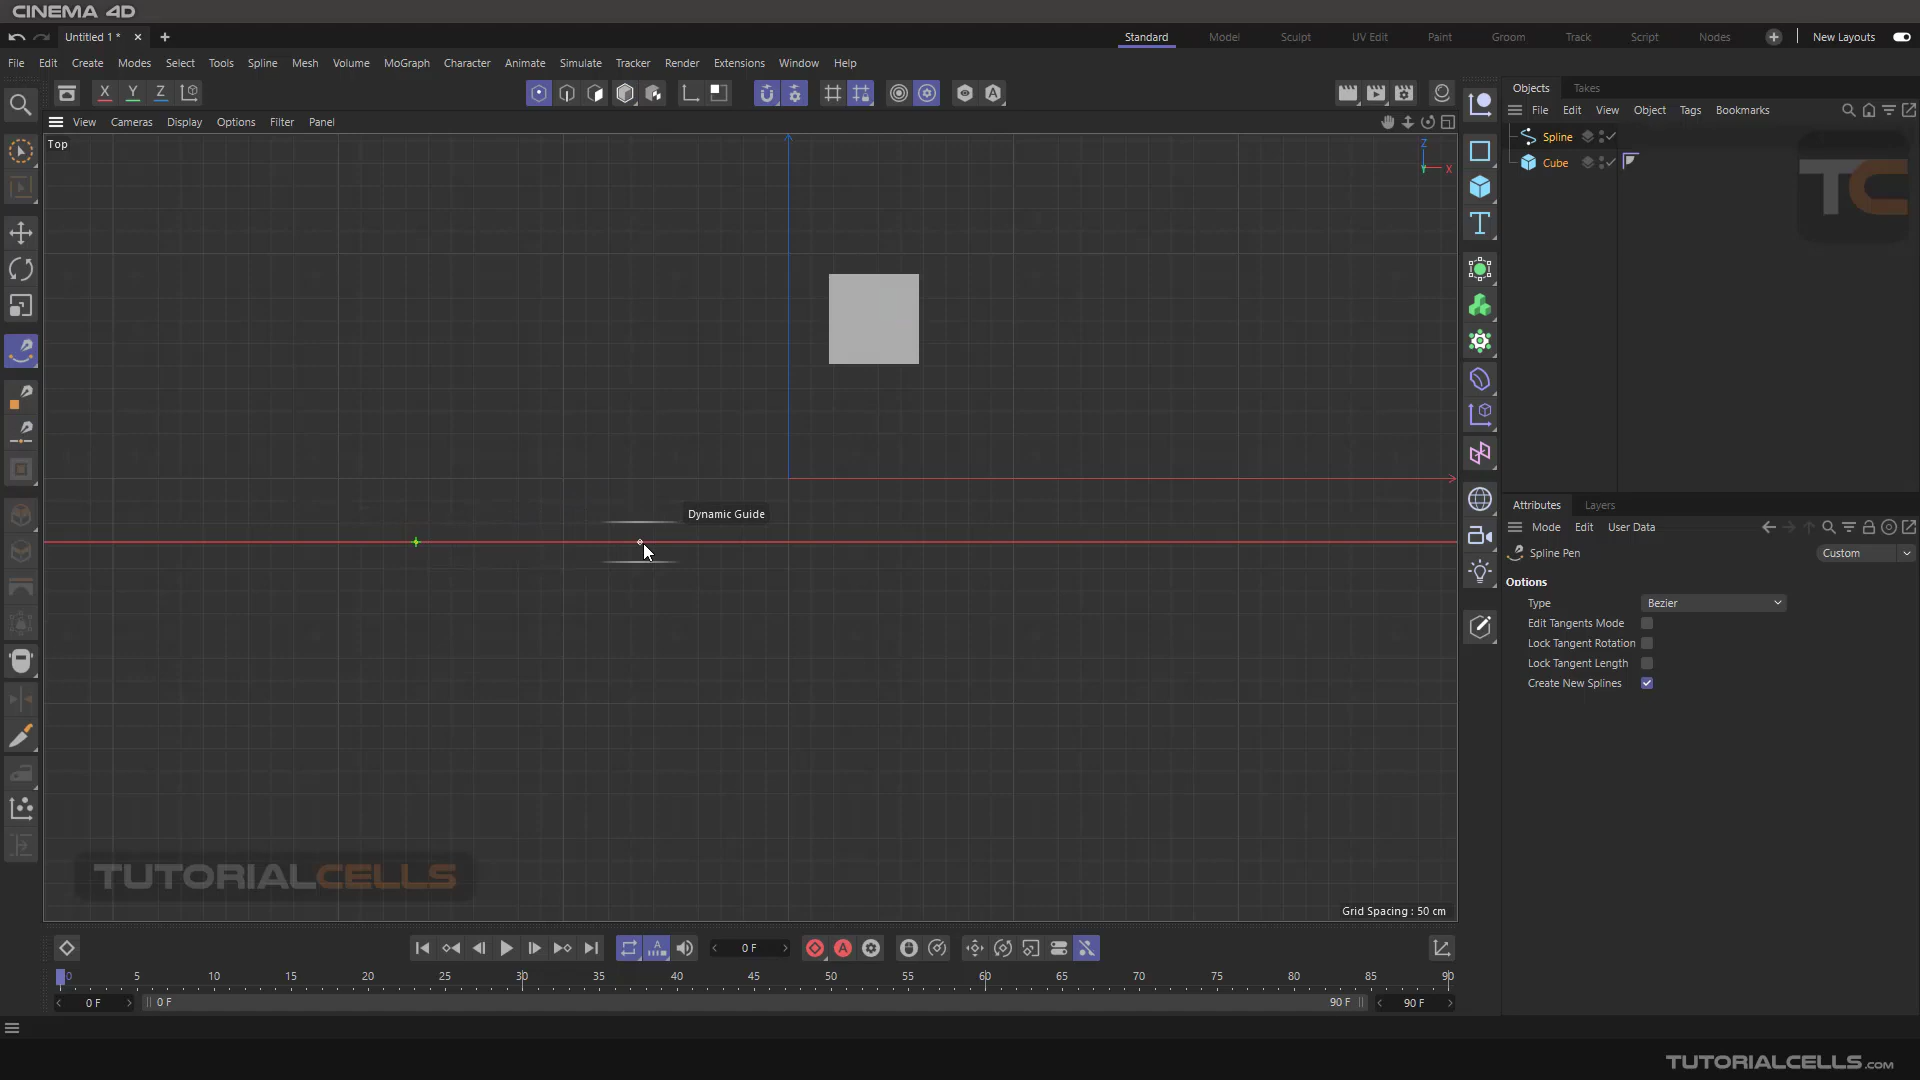 CINEMA 4D
Untitled 1 *
Standard
Model
Sculpt
UV Edit
Paint
Groom
Track
Script
Nodes
New Layouts
File Edit Create Modes Select Tools Spline Mesh Volume MoGraph Character Animate Simulate Tracker Render Extensions Window Help
X Y Z
View Cameras Display Options Filter Panel
Top
Z
X
Y
Dynamic Guide
TUTORIALCELLS
Grid Spacing : 50 cm
0 F
0 5 10 15 20 25 30 35 40 45 50 55 60 65 70 75 80 85 90
0 F
0 F
90 F
90 F
Objects Takes
File Edit View Object Tags Bookmarks
Spline
Cube
TC
Attributes Layers
Mode Edit User Data
Spline Pen
Custom
Options
Type Bezier
Edit Tangents Mode
Lock Tangent Rotation
Lock Tangent Length
Create New Splines
TUTORIALCELLS.COM